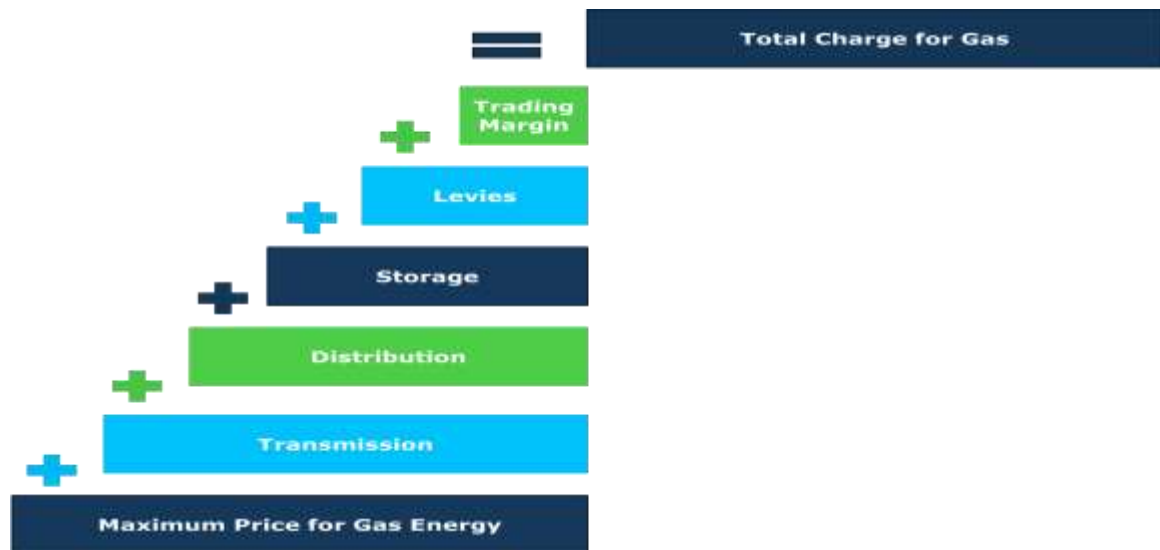 Total Charge for Gas
Trading
Margin
Levies
Storage
Distribution
Transmission
Maximum Price for Gas Energy